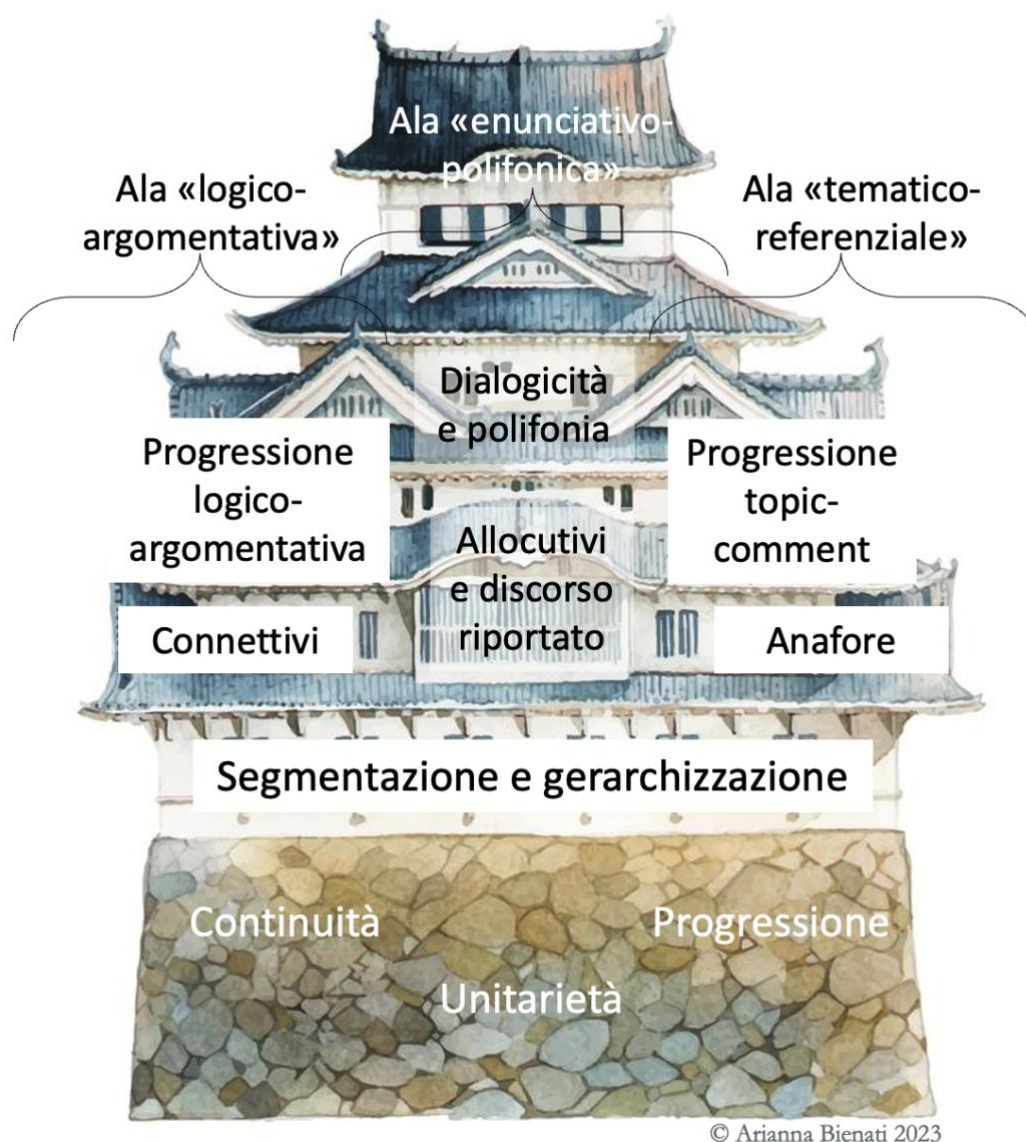 Ala «enunciativo-
polifonica»
Ala «logico-
argomentativa»
Ala «tematico-
referenziale»
Dialogicità
e polifonia
Progressione
logico-
argomentativa
Progressione
topic-
comment
Allocutivi
e discorso
riportato
Connettivi
Anafore
Segmentazione e gerarchizzazione
Continuità
Progressione
Unitarietà
© Arianna Bienati 2023